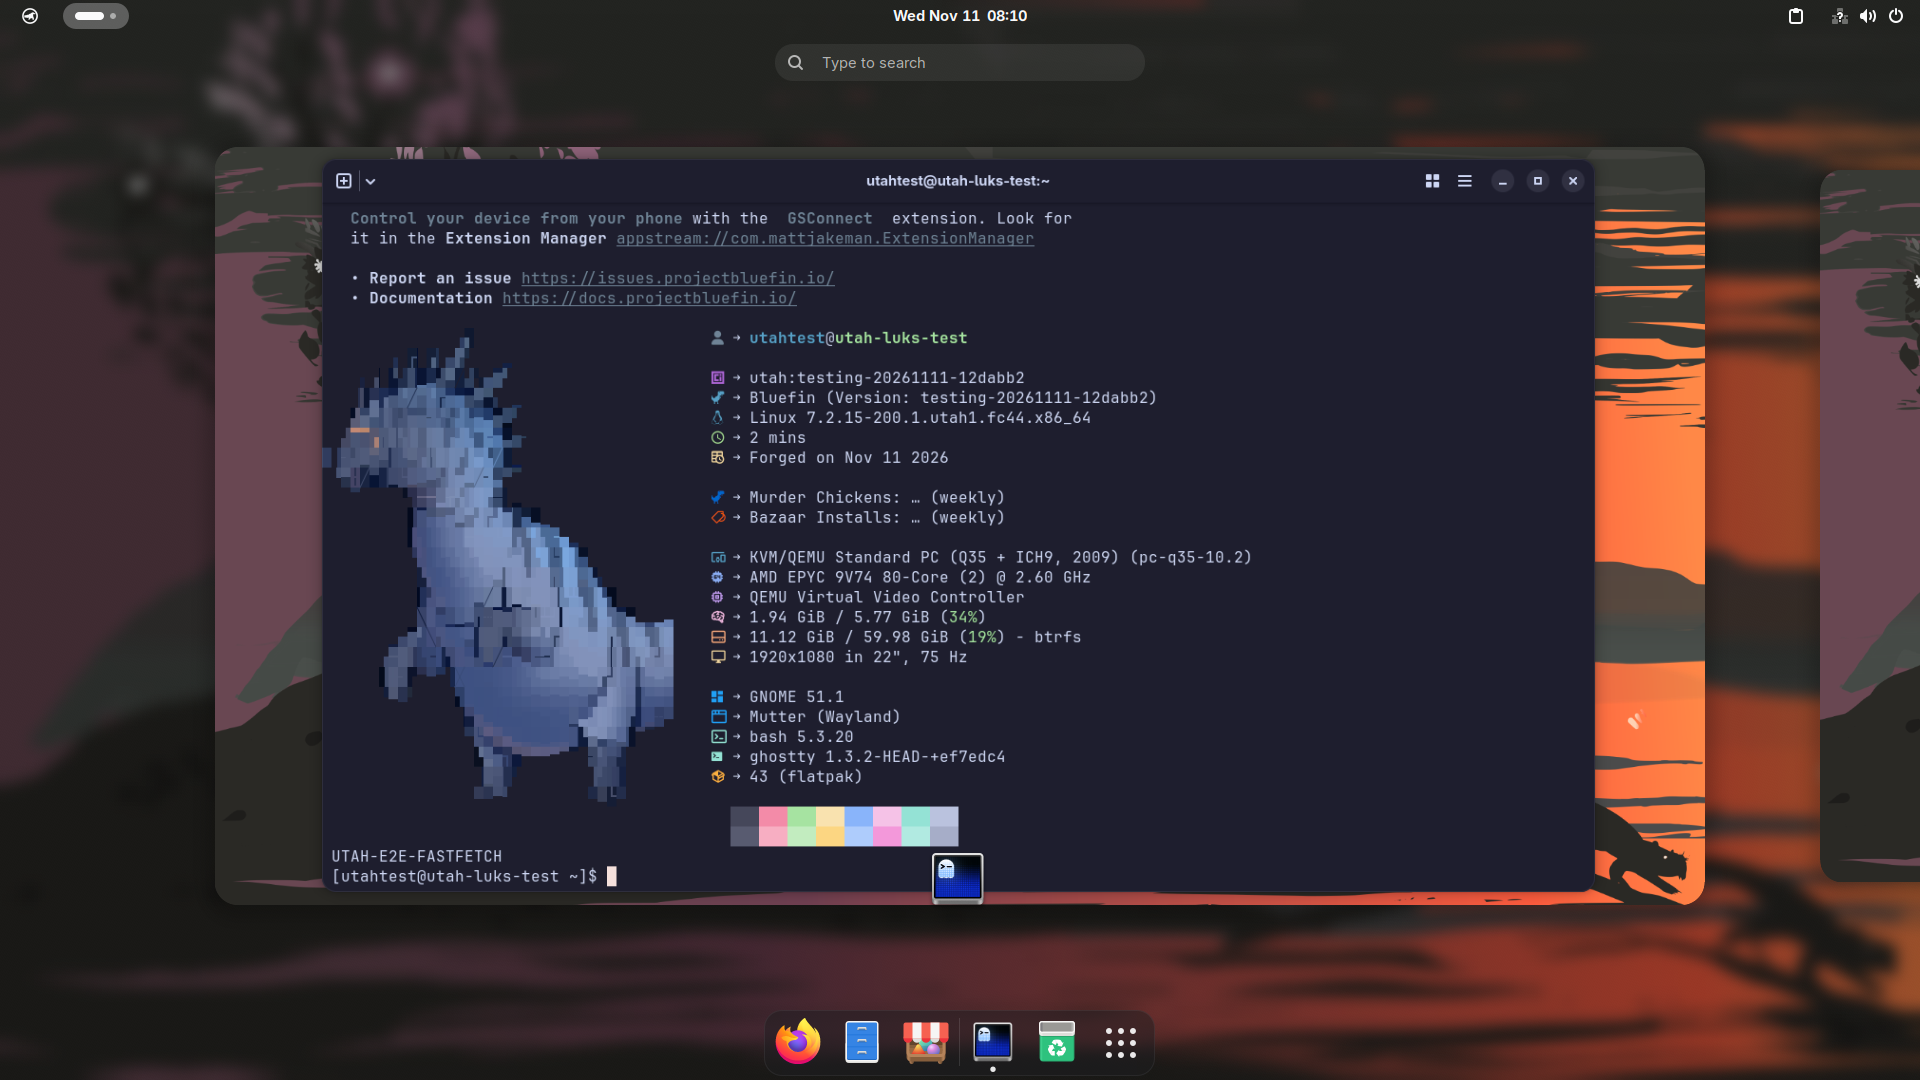 Wed Nov 11 08:10
Type to search
utahtest@utah-luks-test:~
Control your device from your phone with the GSConnect extension. Look for
it in the Extension Manager appstream://com.mattjakeman.ExtensionManager
• Report an issue https://issues.projectbluefin.io/
• Documentation https://docs.projectbluefin.io/
utahtest@utah-luks-test
utah:testing-20261111-12dabb2
Bluefin (Version: testing-20261111-12dabb2)
Linux 7.2.15-200.1.utah1.fc44.x86_64
2 mins
Forged on Nov 11 2026
Murder Chickens: … (weekly)
Bazaar Installs: … (weekly)
KVM/QEMU Standard PC (Q35 + ICH9, 2009) (pc-q35-10.2)
AMD EPYC 9V74 80-Core (2) @ 2.60 GHz
QEMU Virtual Video Controller
1.94 GiB / 5.77 GiB (34%)
11.12 GiB / 59.98 GiB (19%) - btrfs
1920x1080 in 22", 75 Hz
GNOME 51.1
Mutter (Wayland)
bash 5.3.20
ghostty 1.3.2-HEAD-+ef7edc4
43 (flatpak)
UTAH-E2E-FASTFETCH
[utahtest@utah-luks-test ~]$